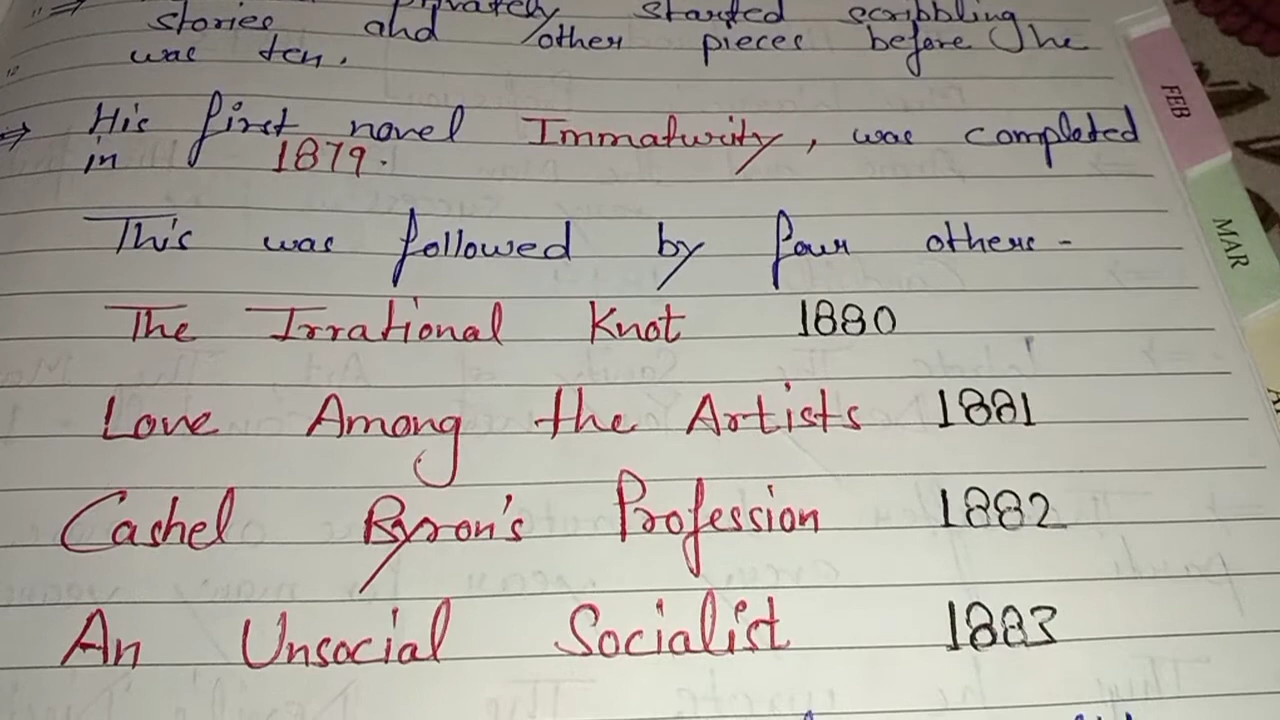 ⇒ privately started scribbling
stories and other pieces before he
was ten.
⇒ His first novel Immaturity, was completed
in 1879.
This was followed by four others -
The Irrational Knot 1880
Love Among the Artists 1881
Cashel Byron's Profession 1882
An Unsocial Socialist 1883
FEB
MAR